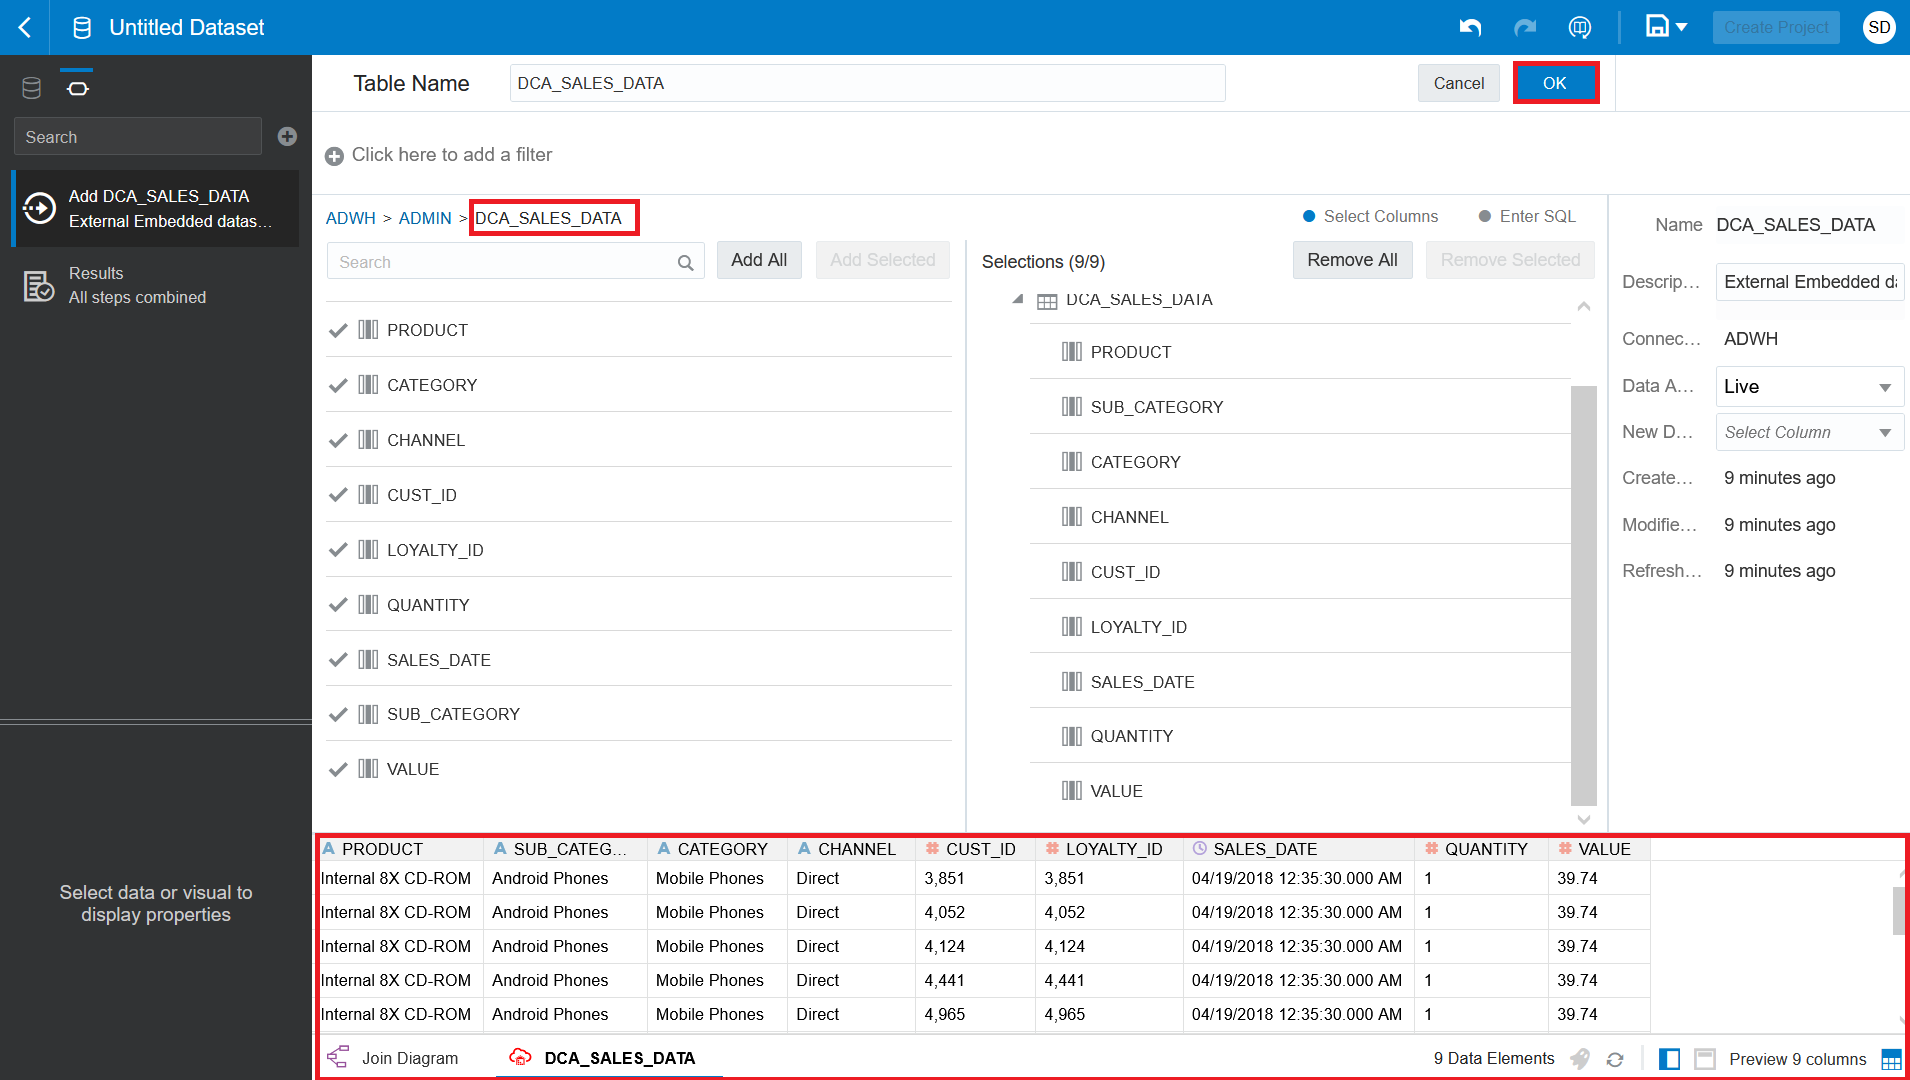 Untitled Dataset
Create Project
SD
Table Name
DCA_SALES_DATA
Cancel
OK
Search
Click here to add a filter
Add DCA_SALES_DATA
External Embedded datas...
Results
All steps combined
Select data or visual to
display properties
ADWH > ADMIN > DCA_SALES_DATA
Select Columns
Enter SQL
Search
Add All
Add Selected
PRODUCT
CATEGORY
CHANNEL
CUST_ID
LOYALTY_ID
QUANTITY
SALES_DATE
SUB_CATEGORY
VALUE
Selections (9/9)
Remove All
Remove Selected
DCA_SALES_DATA
PRODUCT
SUB_CATEGORY
CATEGORY
CHANNEL
CUST_ID
LOYALTY_ID
SALES_DATE
QUANTITY
VALUE
Name DCA_SALES_DATA
Descrip... External Embedded da
Connec... ADWH
Data A... Live
New D... Select Column
Create... 9 minutes ago
Modifie... 9 minutes ago
Refresh... 9 minutes ago
A PRODUCT A SUB_CATEG... A CATEGORY A CHANNEL # CUST_ID # LOYALTY_ID SALES_DATE # QUANTITY # VALUE
Internal 8X CD-ROM Android Phones Mobile Phones Direct 3,851 3,851 04/19/2018 12:35:30.000 AM 1 39.74
Internal 8X CD-ROM Android Phones Mobile Phones Direct 4,052 4,052 04/19/2018 12:35:30.000 AM 1 39.74
Internal 8X CD-ROM Android Phones Mobile Phones Direct 4,124 4,124 04/19/2018 12:35:30.000 AM 1 39.74
Internal 8X CD-ROM Android Phones Mobile Phones Direct 4,441 4,441 04/19/2018 12:35:30.000 AM 1 39.74
Internal 8X CD-ROM Android Phones Mobile Phones Direct 4,965 4,965 04/19/2018 12:35:30.000 AM 1 39.74
Join Diagram
DCA_SALES_DATA
9 Data Elements
Preview 9 columns